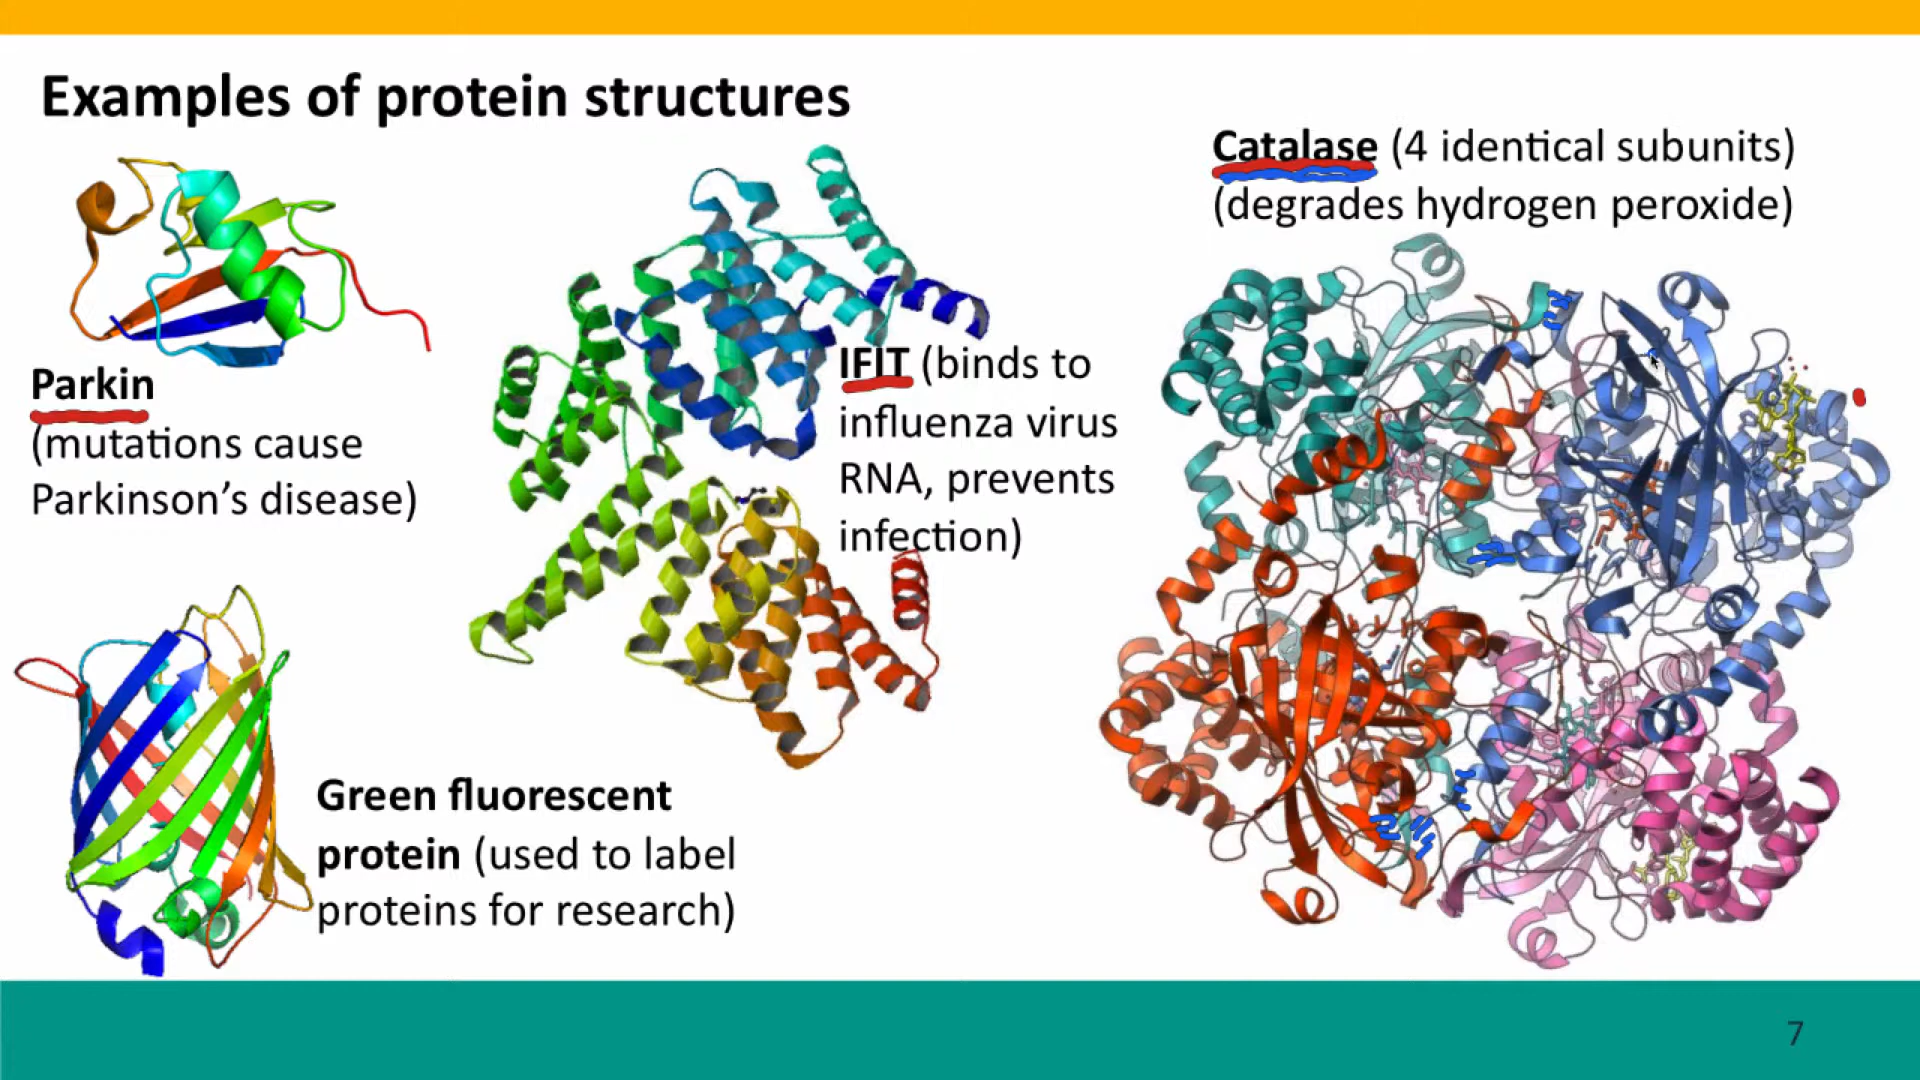 Examples of protein structures
Catalase (4 identical subunits)
(degrades hydrogen peroxide)
IFIT (binds to
influenza virus
RNA, prevents
infection)
Parkin
(mutations cause
Parkinson’s disease)
Green fluorescent
protein (used to label
proteins for research)
7